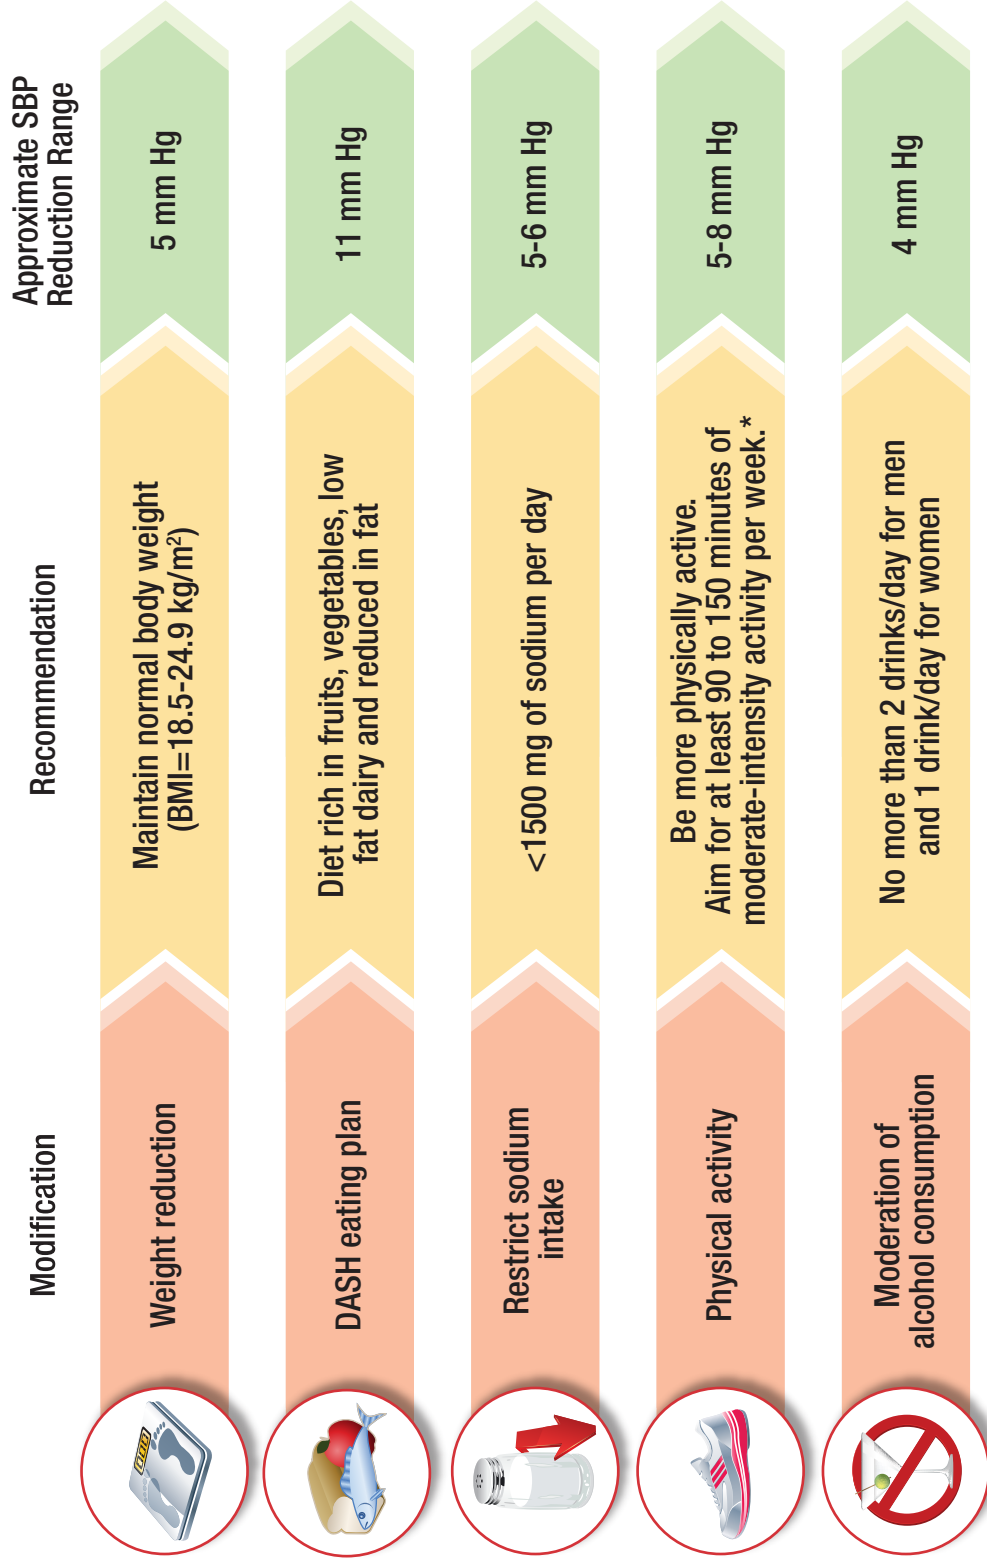 Modification
Recommendation
Approximate SBP
Reduction Range
Weight reduction
Maintain normal body weight
(BMI=18.5-24.9 kg/m²)
5 mm Hg
DASH eating plan
Diet rich in fruits, vegetables, low
fat dairy and reduced in fat
11 mm Hg
Restrict sodium
intake
<1500 mg of sodium per day
5-6 mm Hg
Physical activity
Be more physically active.
Aim for at least 90 to 150 minutes of
moderate-intensity activity per week.*
5-8 mm Hg
Moderation of
alcohol consumption
No more than 2 drinks/day for men
and 1 drink/day for women
4 mm Hg